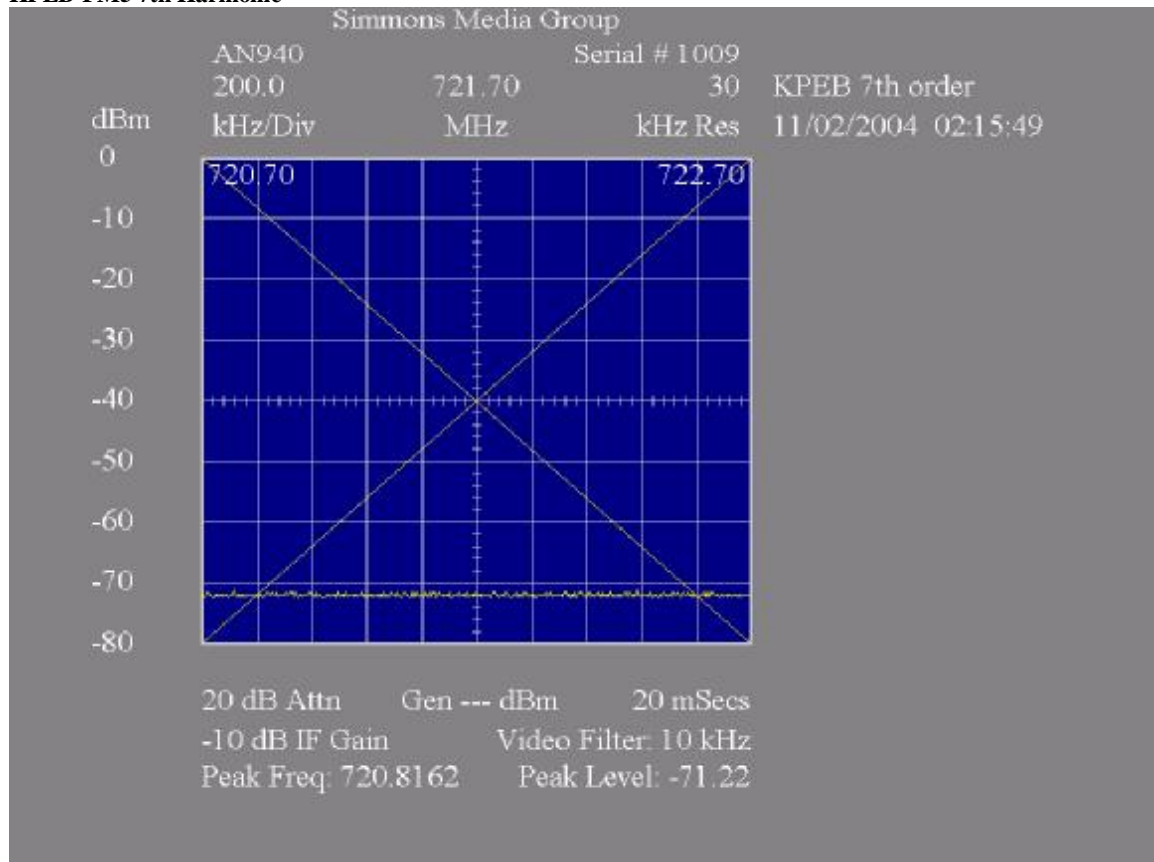 Simmons Media Group
AN940 Serial # 1009
200.0 721.70 30 KPEB 7th order
dBm kHz/Div MHz kHz Res 11/02/2004 02:15:49
0
720.70 722.70
-10
-20
-30
-40
-50
-60
-70
-80
20 dB Attn Gen --- dBm 20 mSecs
-10 dB IF Gain Video Filter: 10 kHz
Peak Freq: 720.8162 Peak Level: -71.22